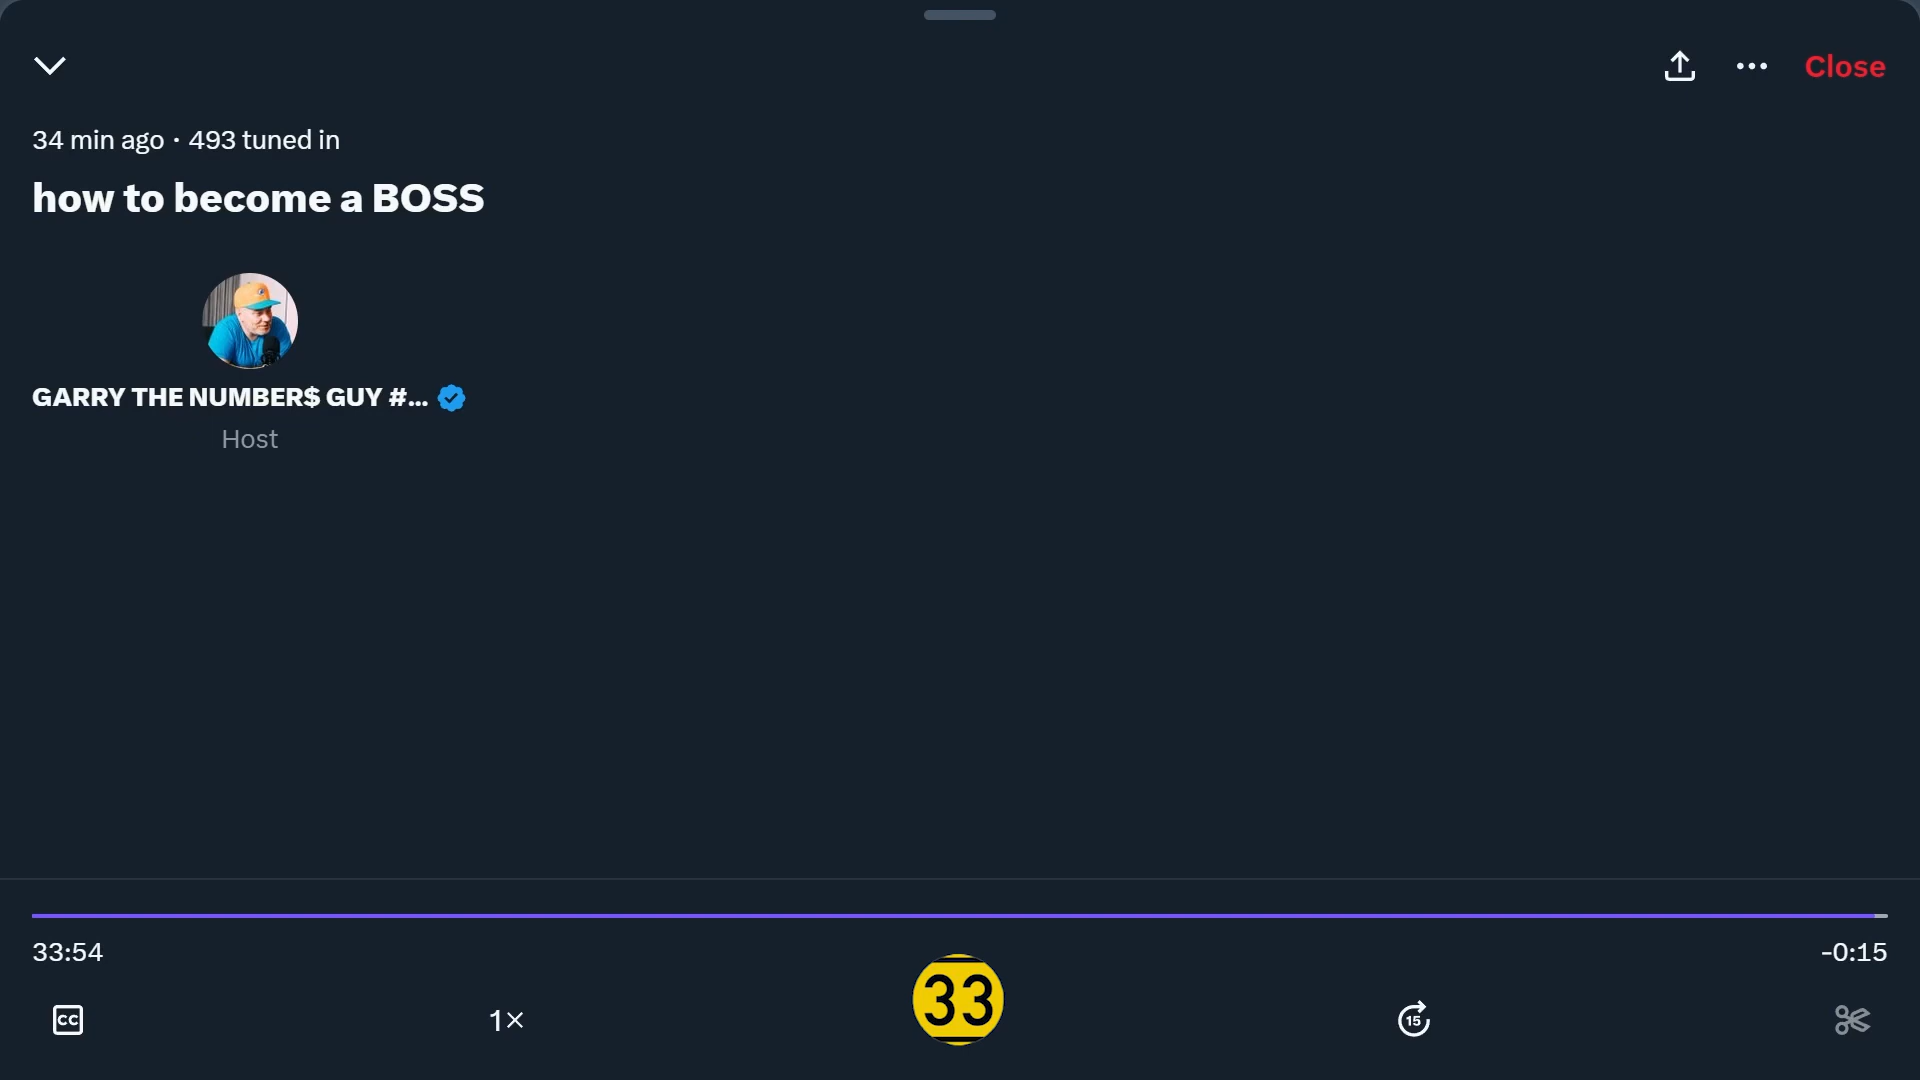 Close
34 min ago · 493 tuned in
how to become a BOSS
GARRY THE NUMBER$ GUY #...
Host
33:54
-0:15
CC
1×
33
15